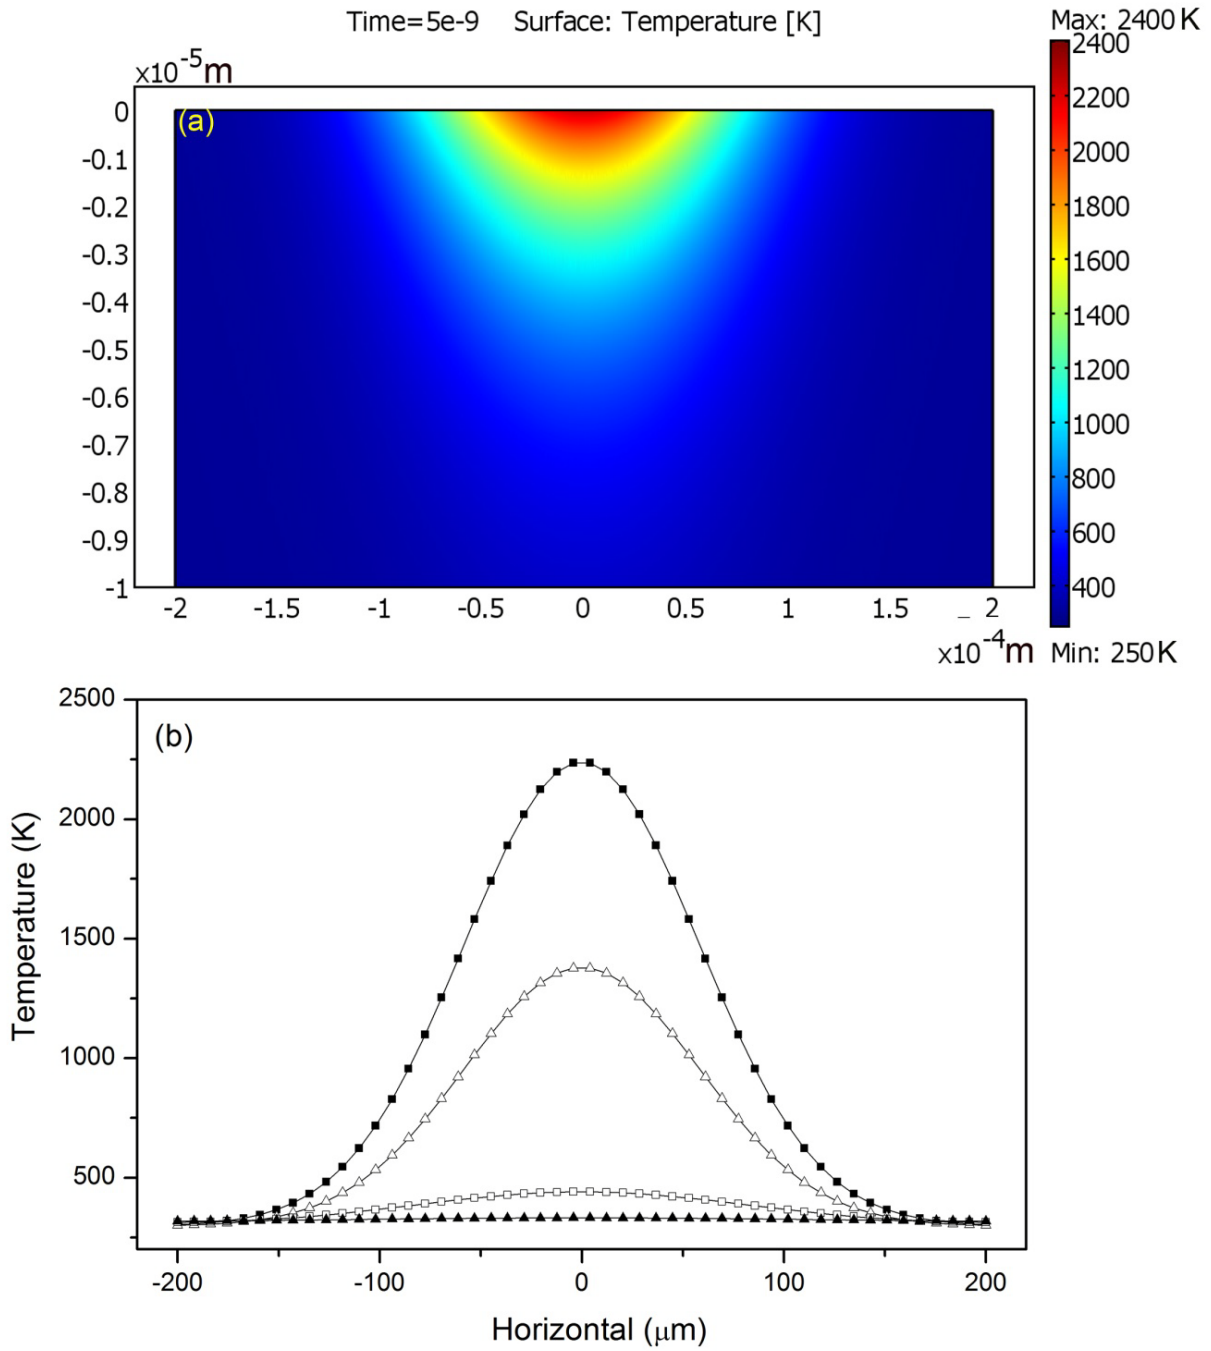 Time=5e-9 Surface: Temperature [K]
Max: 2400 K
x10-5m
(a)
0
-0.1
-0.2
-0.3
-0.4
-0.5
-0.6
-0.7
-0.8
-0.9
-1
-2 -1.5 -1 -0.5 0 0.5 1 1.5 2
x10-4m
2400
2200
2000
1800
1600
1400
1200
1000
800
600
400
Min: 250 K
(b)
Temperature (K)
2500
2000
1500
1000
500
-200 -100 0 100 200
Horizontal (μm)